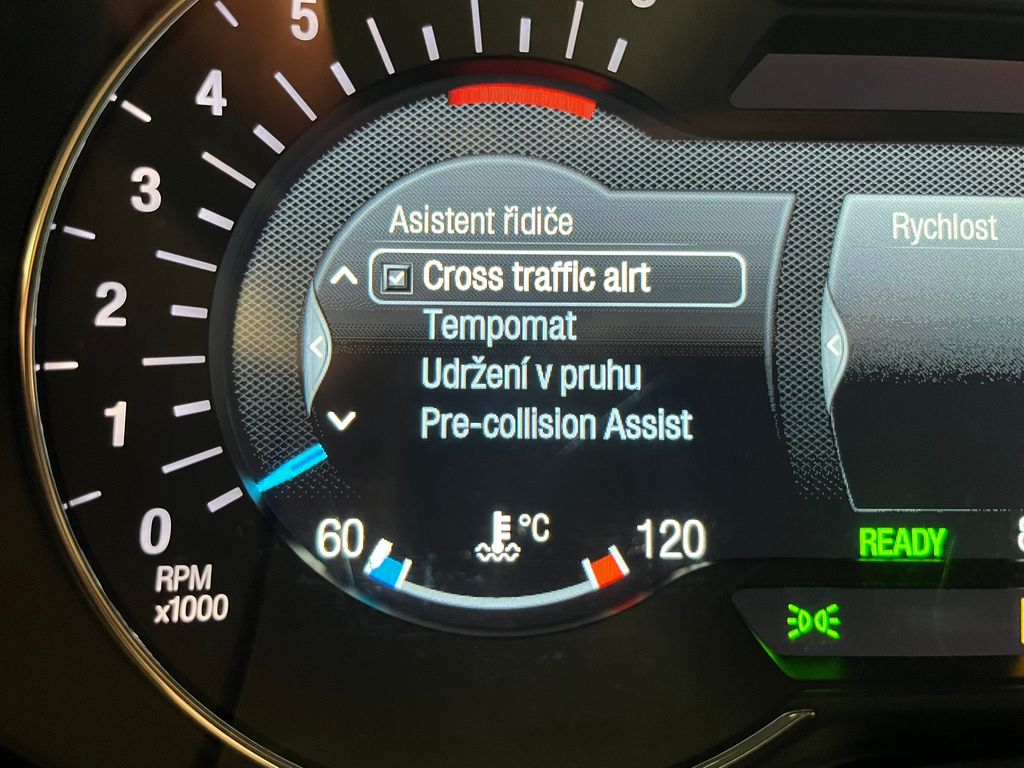 5
4
3
2
1
0
RPM
x1000
Asistent řidiče
Cross traffic alrt
Tempomat
Udržení v pruhu
Pre-collision Assist
60
°C
120
Rychlost
READY